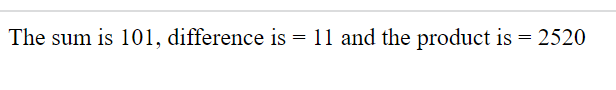 The sum is 101, difference is = 11 and the product is = 2520